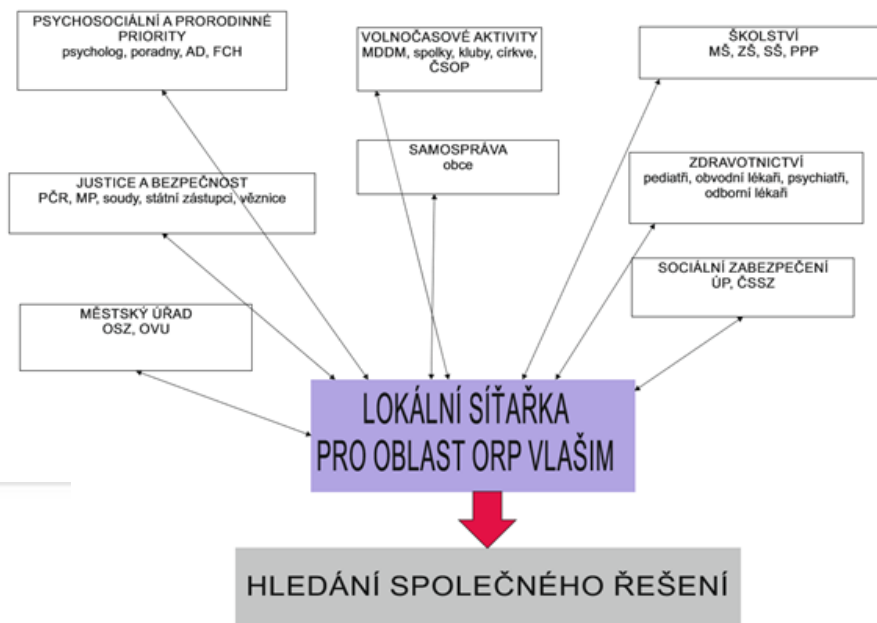 PSYCHOSOCIÁLNÍ A PRORODINNÉ
PRIORITY
psycholog, poradny, AD, FCH
VOLNOČASOVÉ AKTIVITY
MDDM, spolky, kluby, církve,
ČSOP
ŠKOLSTVÍ
MŠ, ZŠ, SŠ, PPP
SAMOSPRÁVA
obce
JUSTICE A BEZPEČNOST
PČR, MP, soudy, státní zástupci, věznice
ZDRAVOTNICTVÍ
pediatři, obvodní lékaři, psychiatři,
odborní lékaři
SOCIÁLNÍ ZABEZPEČENÍ
ÚP, ČSSZ
MĚSTSKÝ ÚŘAD
OSZ, OVU
LOKÁLNÍ SÍŤAŘKA
PRO OBLAST ORP VLAŠIM
HLEDÁNÍ SPOLEČNÉHO ŘEŠENÍ